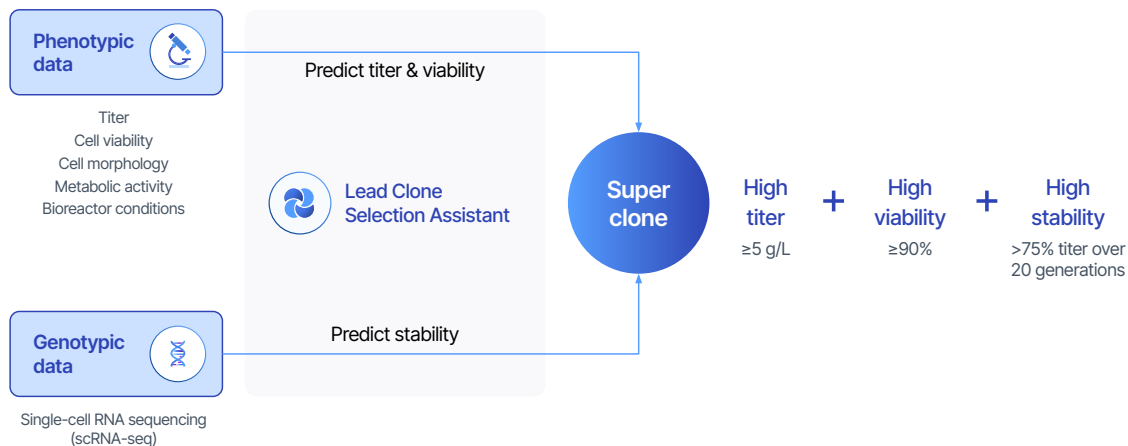 Phenotypic
data
Titer
Cell viability
Cell morphology
Metabolic activity
Bioreactor conditions
Predict titer & viability
Lead Clone
Selection Assistant
Genotypic
data
Single-cell RNA sequencing
(scRNA-seq)
Predict stability
Super
clone
High
titer
≥5 g/L
+
High
viability
≥90%
+
High
stability
>75% titer over
20 generations